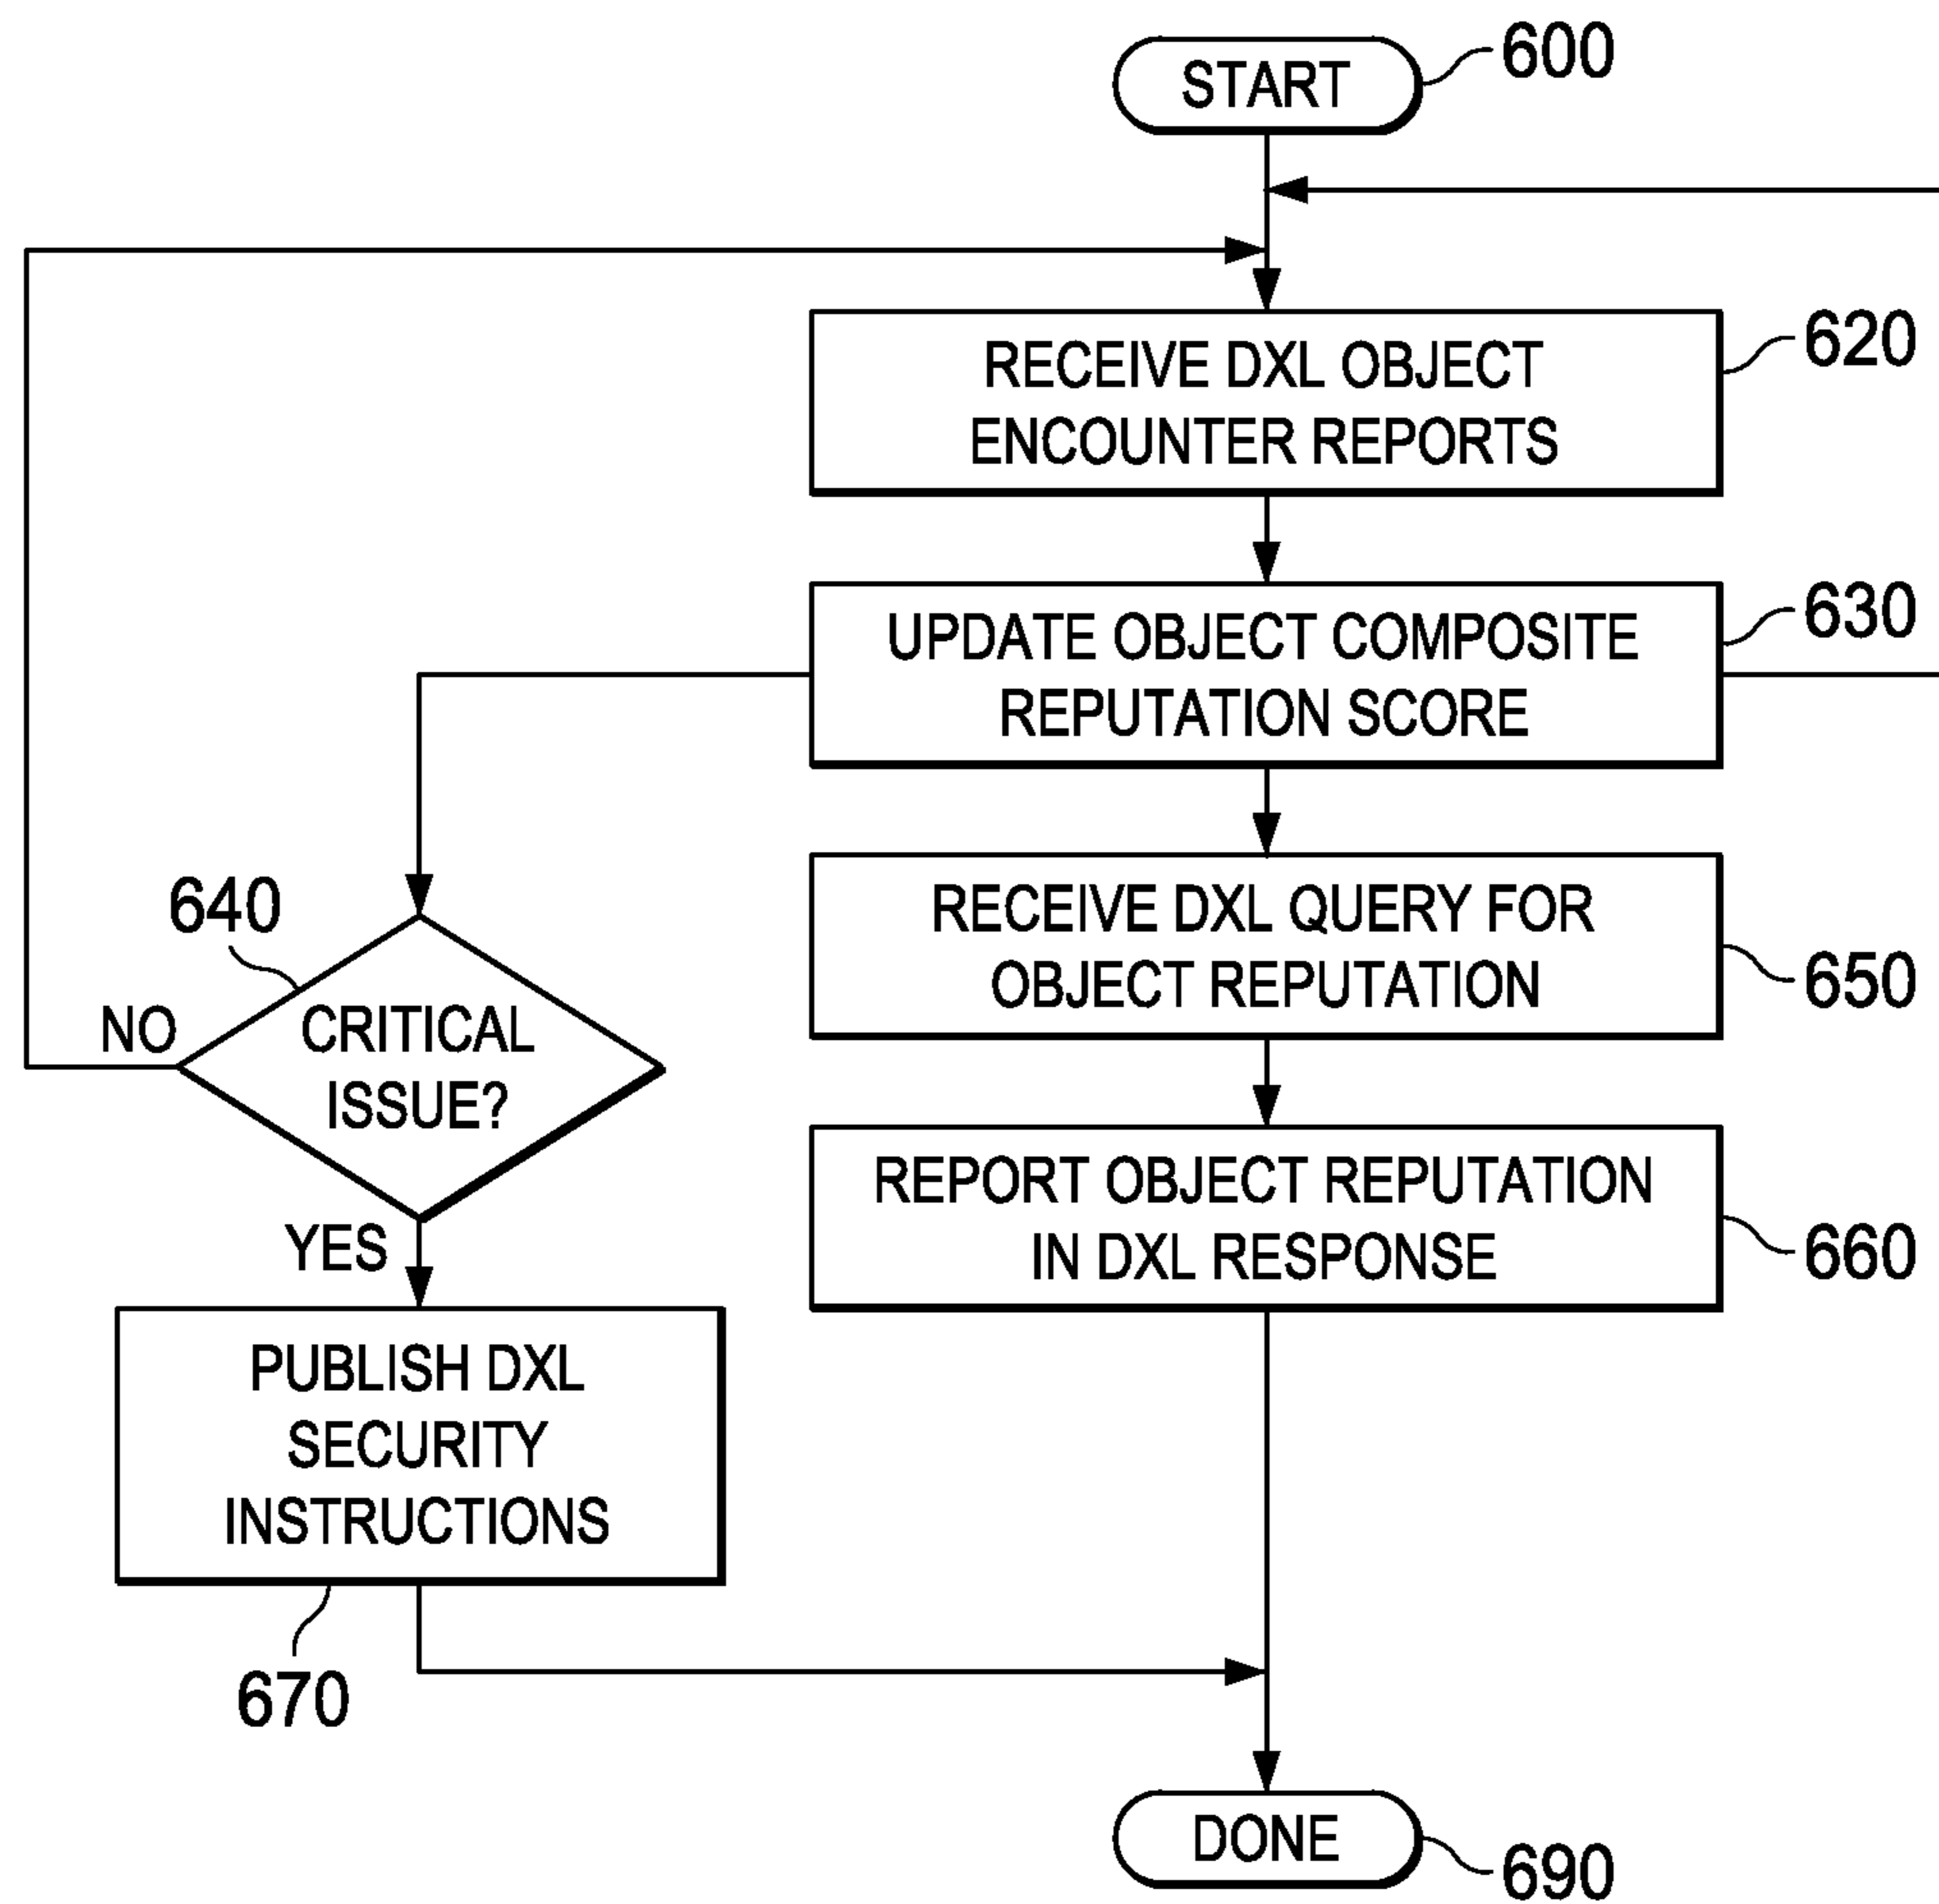 START
600
RECEIVE DXL OBJECT
ENCOUNTER REPORTS
620
UPDATE OBJECT COMPOSITE
REPUTATION SCORE
630
640
NO
CRITICAL
ISSUE?
YES
RECEIVE DXL QUERY FOR
OBJECT REPUTATION
650
REPORT OBJECT REPUTATION
IN DXL RESPONSE
660
PUBLISH DXL
SECURITY
INSTRUCTIONS
670
DONE
690